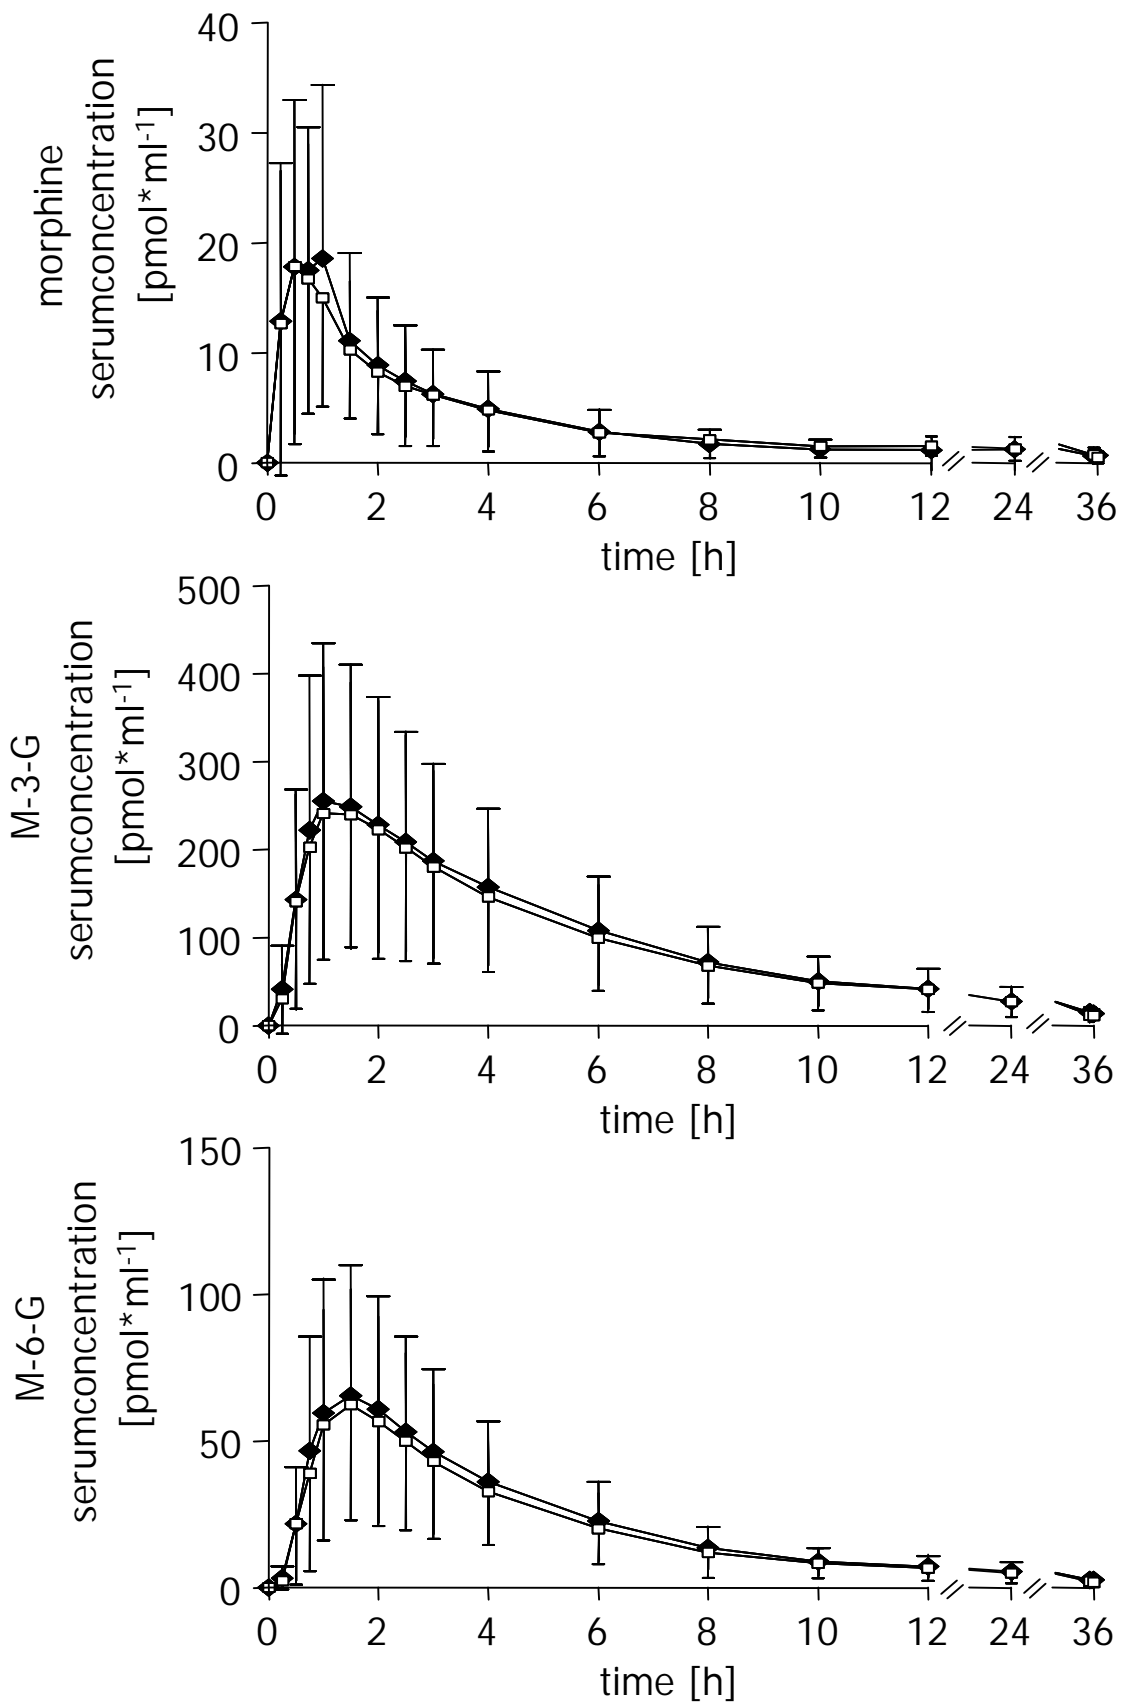 morphine
serumconcentration
[pmol*ml-1]
40
30
20
10
0
0 2 4 6 8 10 12 24 36
time [h]
M-3-G
serumconcentration
[pmol*ml-1]
500
400
300
200
100
0
0 2 4 6 8 10 12 24 36
time [h]
M-6-G
serumconcentration
[pmol*ml-1]
150
100
50
0
0 2 4 6 8 10 12 24 36
time [h]